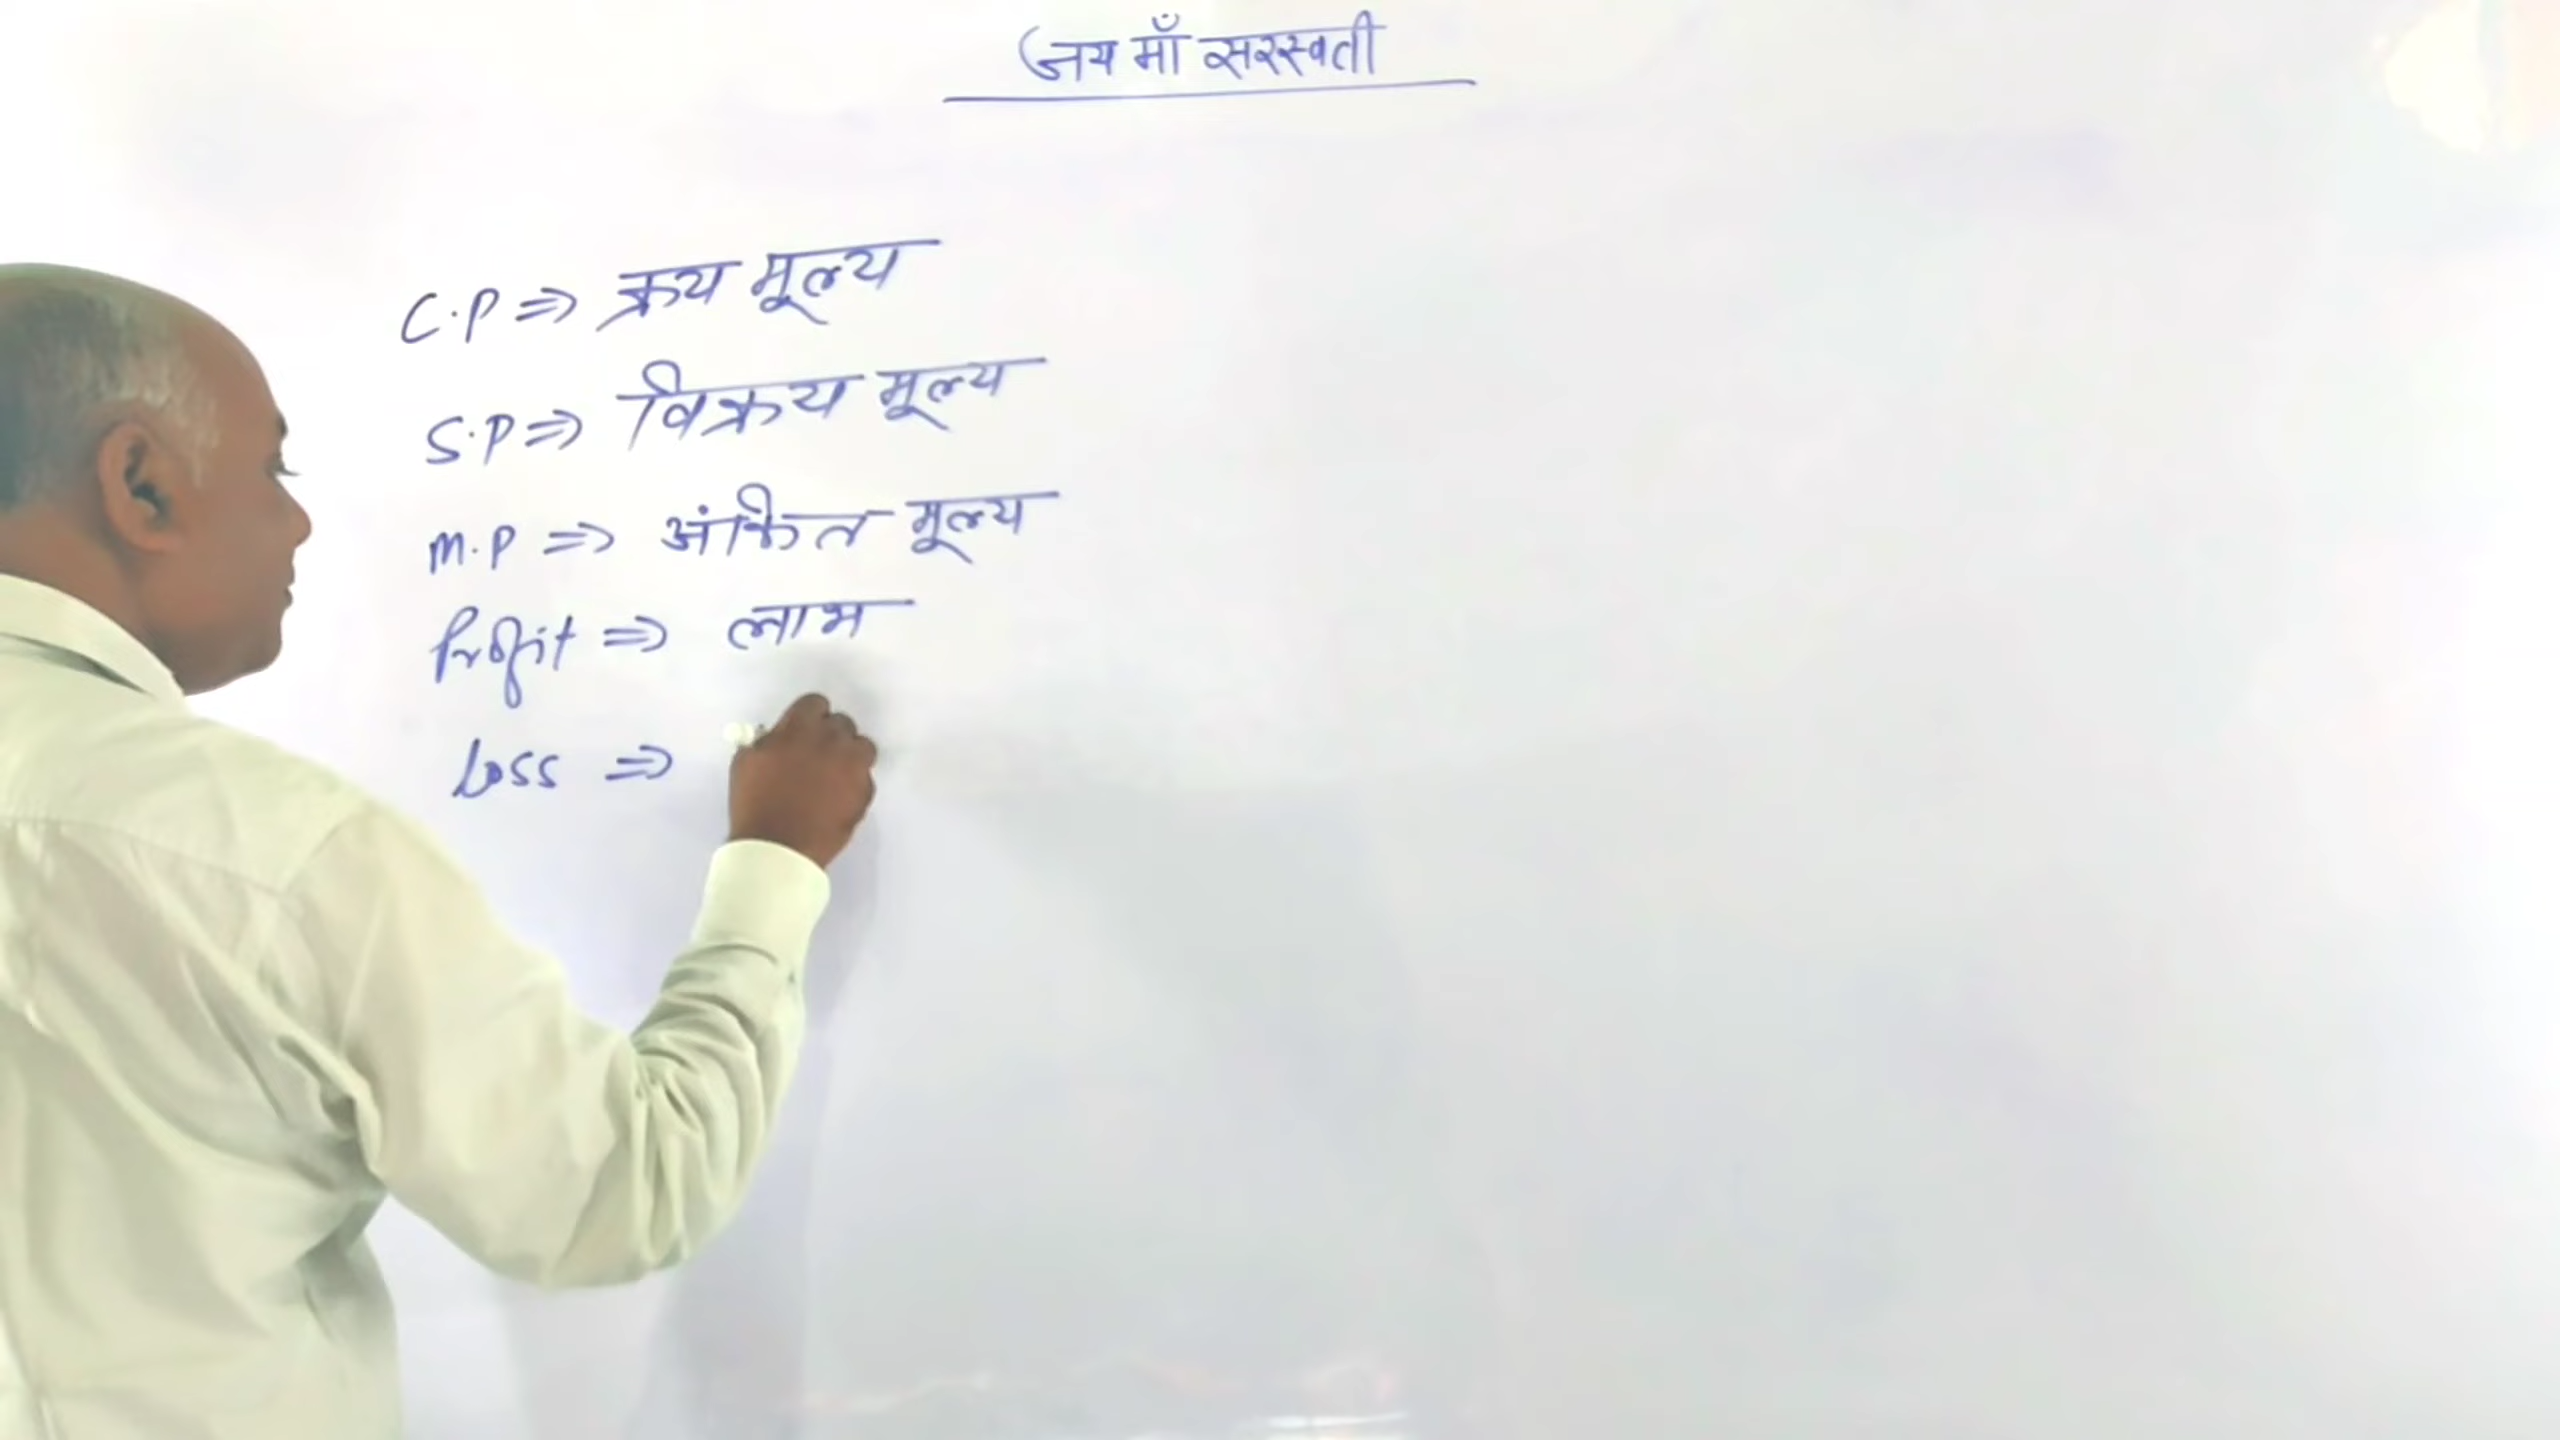 जय माँ सरस्वती
C.P ⇒ क्रय मूल्य
S.P ⇒ विक्रय मूल्य
M.P ⇒ अंकित मूल्य
Profit ⇒ लाभ
Loss ⇒